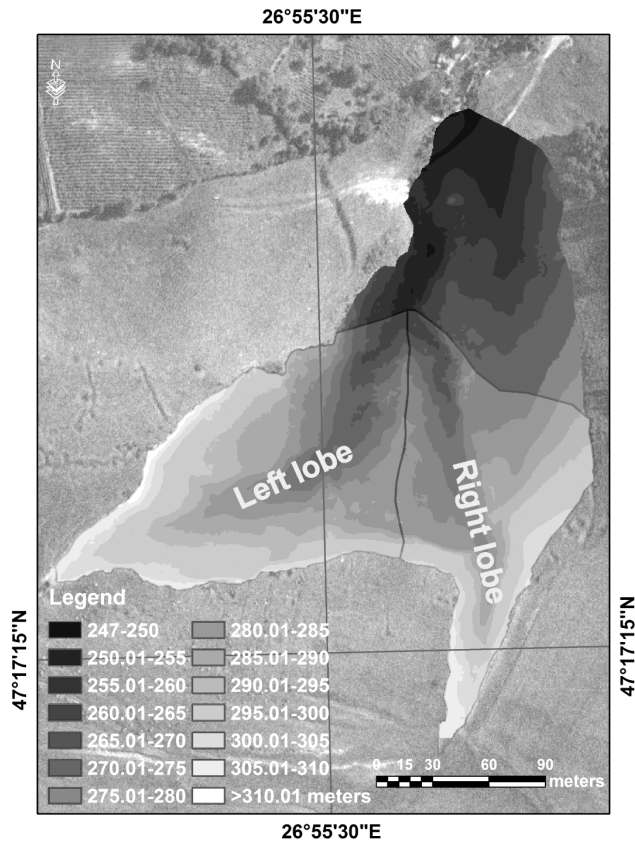 26°55'30"E
N
Left lobe
Right lobe
47°17'15"N
47°17'15"N
Legend
247-250
250.01-255
255.01-260
260.01-265
265.01-270
270.01-275
275.01-280
280.01-285
285.01-290
290.01-295
295.01-300
300.01-305
305.01-310
>310.01 meters
0 15 30 60 90
meters
26°55'30"E